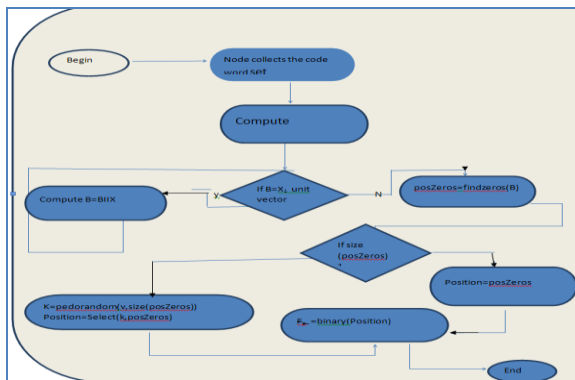 Begin
Node collects the code
word set
Compute
If B=X, unit
vector
y
N
Compute B=BIIX
posZeros=findzeros(B)
If size
(posZeros)
Position=posZeros
K=pedorandom(v,size(posZeros))
Position=Select(k,posZeros)
=binary(Position)
End